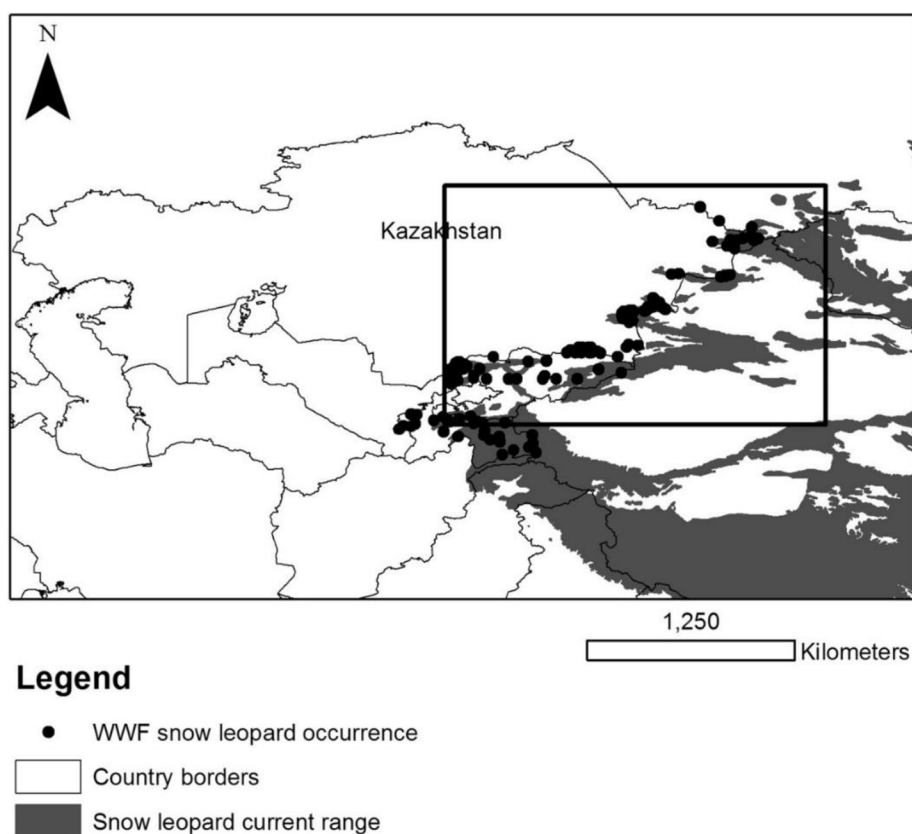 N
Kazakhstan
1,250
Kilometers
Legend
WWF snow leopard occurrence
Country borders
Snow leopard current range